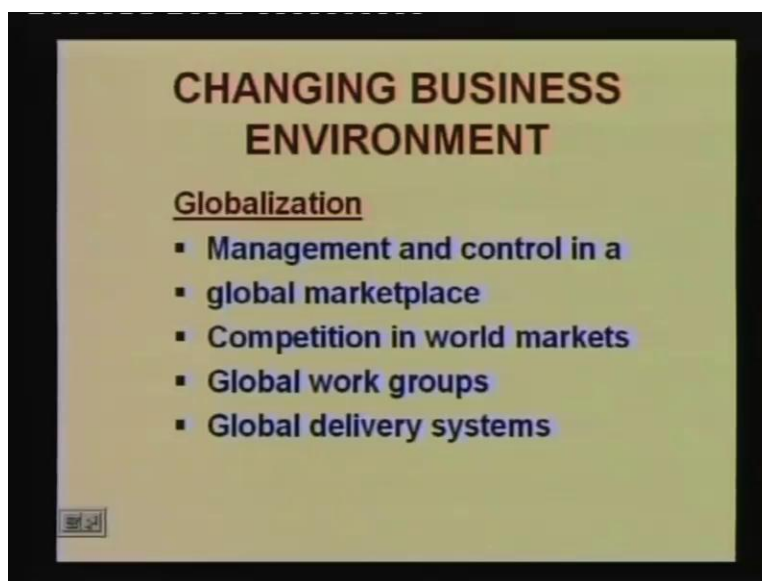 CHANGING BUSINESS
ENVIRONMENT
Globalization
▪ Management and control in a
▪ global marketplace
▪ Competition in world markets
▪ Global work groups
▪ Global delivery systems